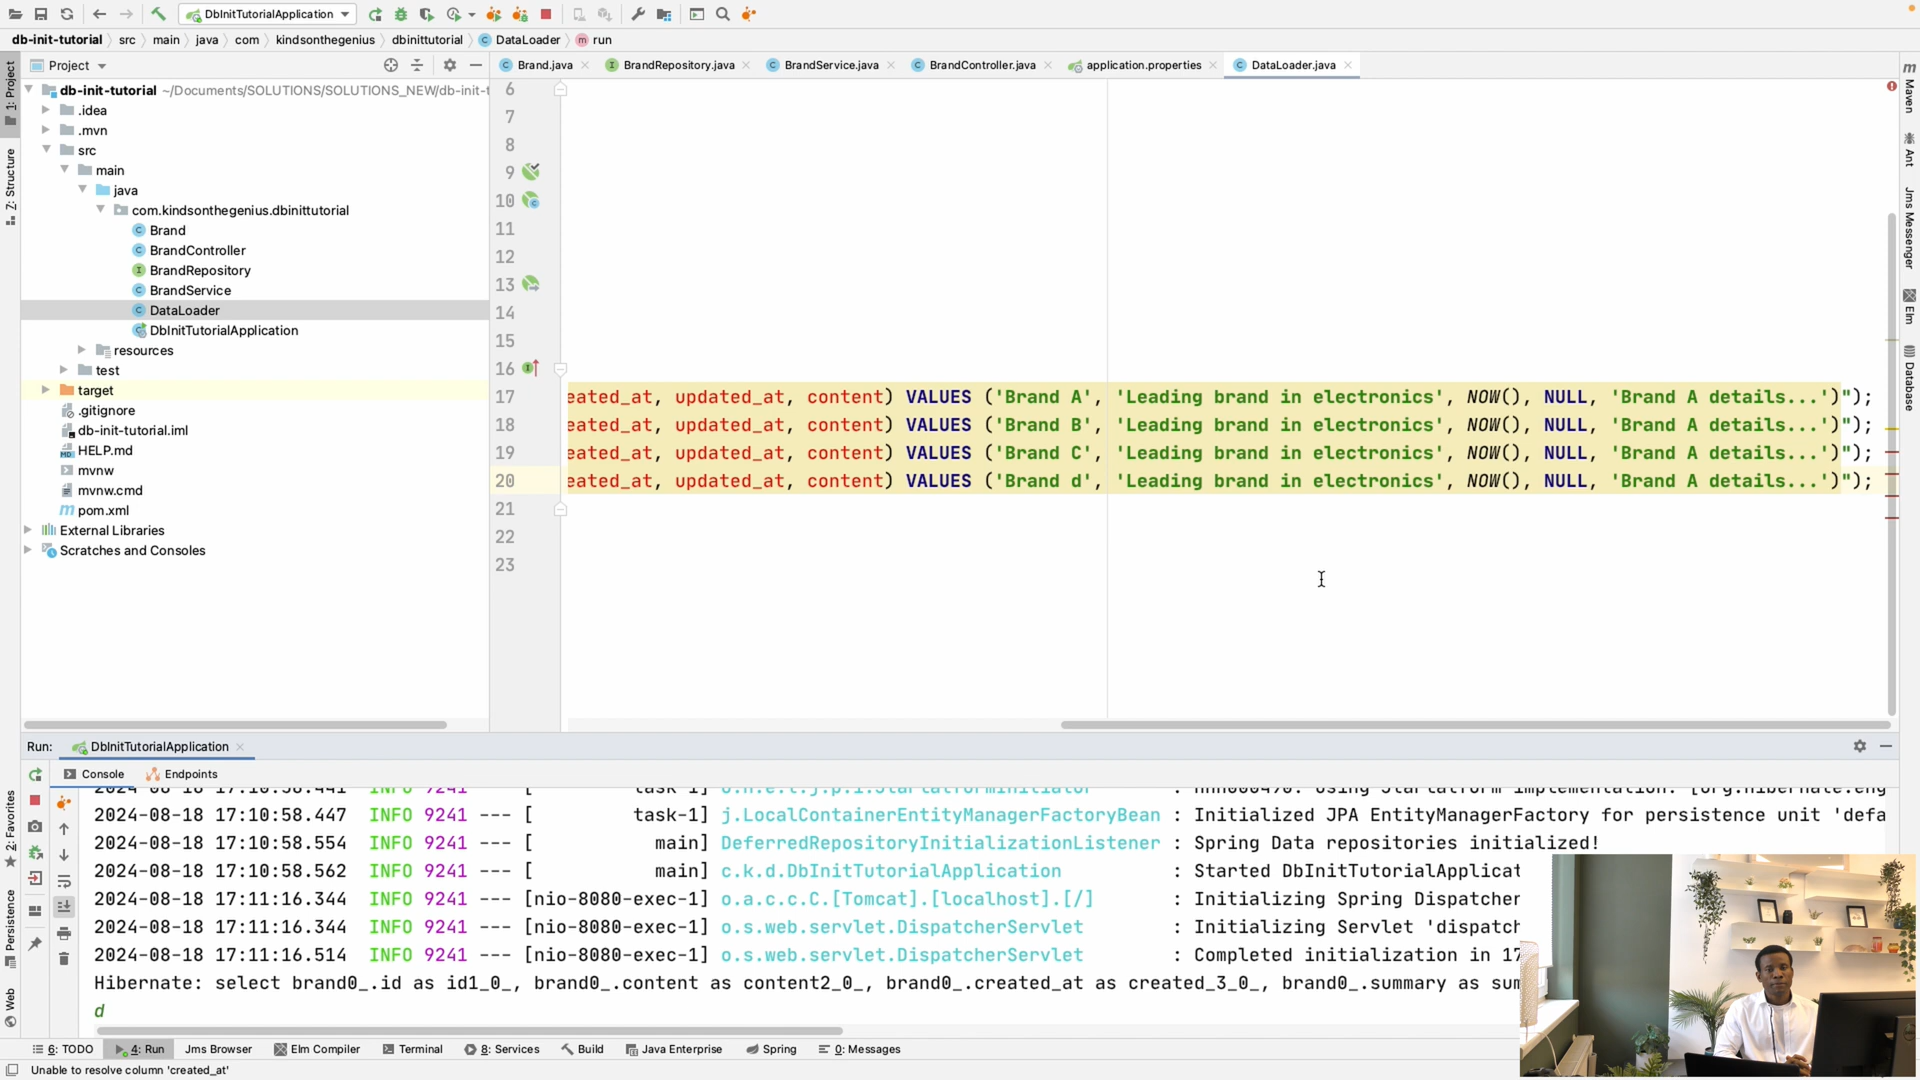 DbInitTutorialApplication
db-init-tutorial src main java com kindsonthegenius dbinittutorial DataLoader run
Project
Brand.java BrandRepository.java BrandService.java BrandController.java application.properties DataLoader.java
db-init-tutorial ~/Documents/SOLUTIONS/SOLUTIONS_NEW/db-init-t
.idea
.mvn
src
main
java
com.kindsonthegenius.dbinittutorial
Brand
BrandController
BrandRepository
BrandService
DataLoader
DbInitTutorialApplication
resources
test
target
.gitignore
db-init-tutorial.iml
HELP.md
mvnw
mvnw.cmd
pom.xml
External Libraries
Scratches and Consoles
1: Project
Z: Structure
2: Favorites
Persistence
Web
6
7
8
9
10
11
12
13
14
15
16
17 eated_at, updated_at, content) VALUES ('Brand A', 'Leading brand in electronics', NOW(), NULL, 'Brand A details...')");
18 eated_at, updated_at, content) VALUES ('Brand B', 'Leading brand in electronics', NOW(), NULL, 'Brand A details...')");
19 eated_at, updated_at, content) VALUES ('Brand C', 'Leading brand in electronics', NOW(), NULL, 'Brand A details...')");
20 eated_at, updated_at, content) VALUES ('Brand d', 'Leading brand in electronics', NOW(), NULL, 'Brand A details...')");
21
22
23
m
Maven
Ant
Jms Messenger
Elm
Database
Run: DbInitTutorialApplication
Console Endpoints
2024-08-18 17:10:58.447 INFO 9241 --- [ task-1] j.LocalContainerEntityManagerFactoryBean : Initialized JPA EntityManagerFactory for persistence unit 'defa
2024-08-18 17:10:58.554 INFO 9241 --- [ main] DeferredRepositoryInitializationListener : Spring Data repositories initialized!
2024-08-18 17:10:58.562 INFO 9241 --- [ main] c.k.d.DbInitTutorialApplication : Started DbInitTutorialApplicat
2024-08-18 17:11:16.344 INFO 9241 --- [nio-8080-exec-1] o.a.c.c.C.[Tomcat].[localhost].[/] : Initializing Spring Dispatcher
2024-08-18 17:11:16.344 INFO 9241 --- [nio-8080-exec-1] o.s.web.servlet.DispatcherServlet : Initializing Servlet 'dispatch
2024-08-18 17:11:16.514 INFO 9241 --- [nio-8080-exec-1] o.s.web.servlet.DispatcherServlet : Completed initialization in 17
Hibernate: select brand0_.id as id1_0_, brand0_.content as content2_0_, brand0_.created_at as created_3_0_, brand0_.summary as sum
d
6: TODO 4: Run Jms Browser Elm Compiler Terminal 8: Services Build Java Enterprise Spring 0: Messages
Unable to resolve column 'created_at'